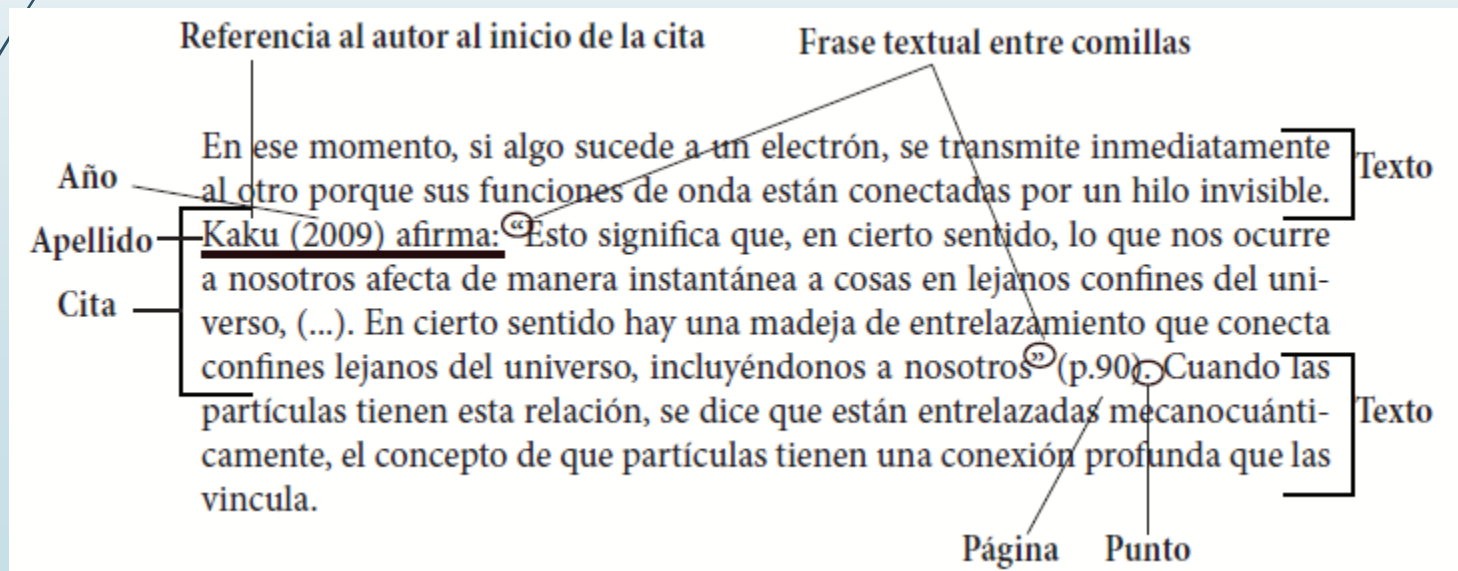 Referencia al autor al inicio de la cita
Frase textual entre comillas
En ese momento, si algo sucede a un electrón, se transmite inmediatamente
Texto
Año
al otro porque sus funciones de onda están conectadas por un hilo invisible.
Apellido
Kaku (2009) afirma: “Esto significa que, en cierto sentido, lo que nos ocurre
a nosotros afecta de manera instantánea a cosas en lejanos confines del uni-
Cita
verso, (...). En cierto sentido hay una madeja de entrelazamiento que conecta
confines lejanos del universo, incluyéndonos a nosotros” (p.90). Cuando las
partículas tienen esta relación, se dice que están entrelazadas mecanocuánti-
Texto
camente, el concepto de que partículas tienen una conexión profunda que las
vincula.
Página
Punto